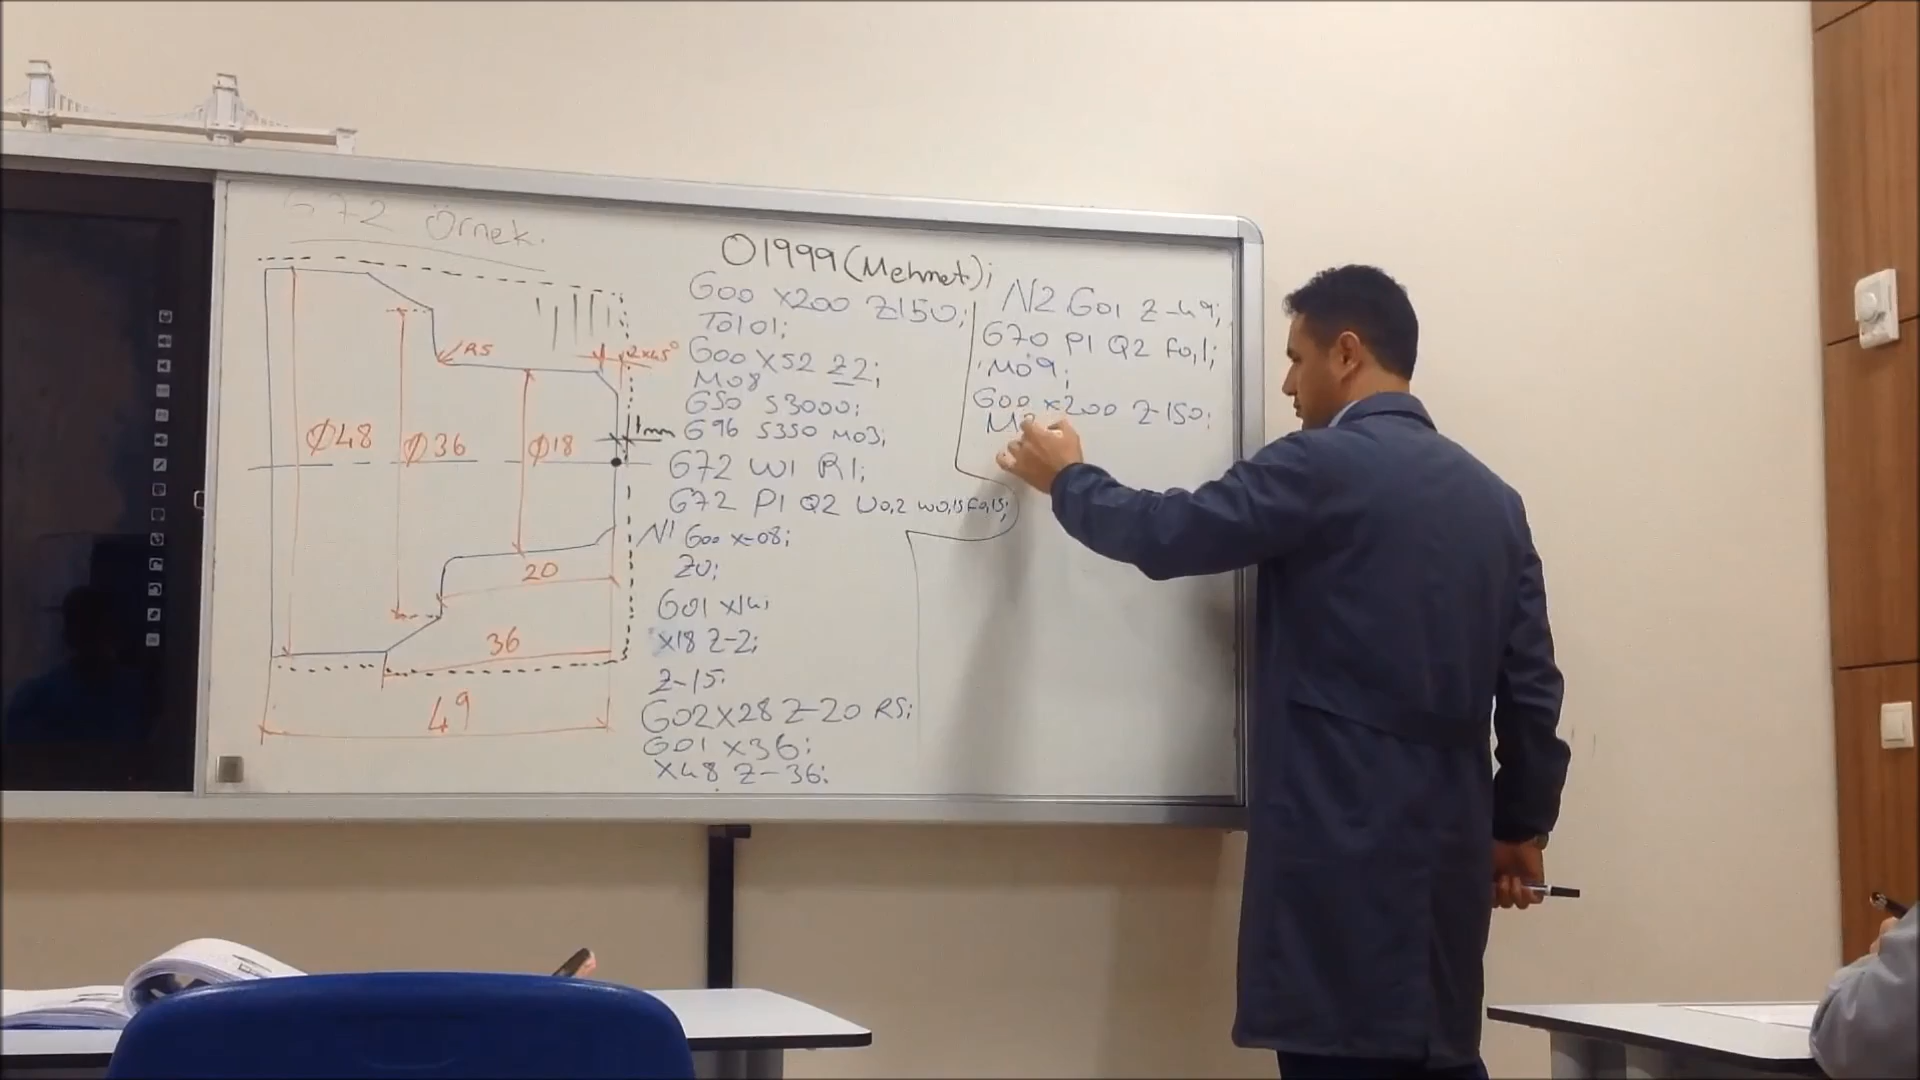 G72 Örnek.
O1999(Mehmet);
G00 X200 Z150;
T0101;
G00 X52 Z2;
M08
G50 S3000;
G96 S350 M03;
G72 W1 R1;
G72 P1 Q2 U0,2 W0,15 F0,15;
N1 G00 X-08;
Z0;
G01 X14;
X18 Z-2;
Z-15;
G02 X28 Z-20 R5;
G01 X36;
X48 Z-36;
N2 G01 Z-49;
G70 P1 Q2 F0,1;
M09;
G00 X200 Z150;
R5
2x45°
1mm
Ø48
Ø36
Ø18
20
36
49